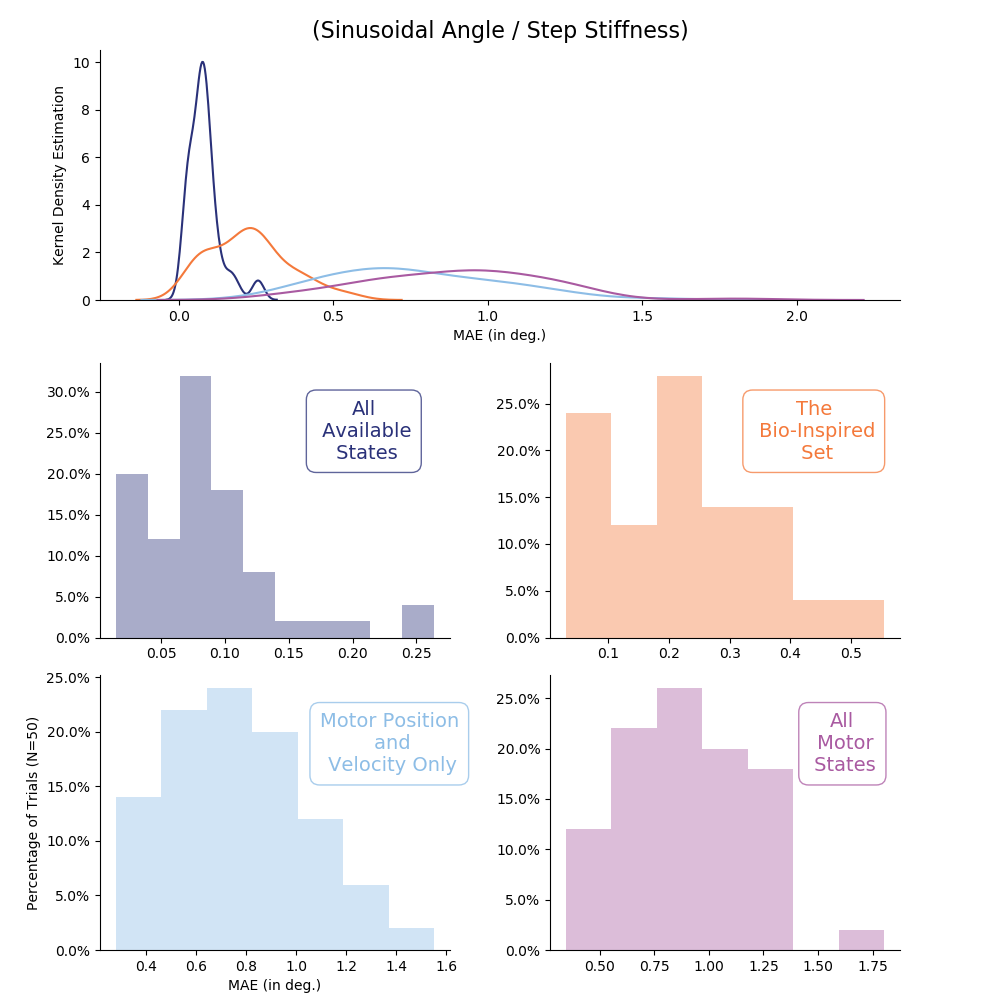 (Sinusoidal Angle / Step Stiffness)
Kernel Density Estimation
10
8
6
4
2
0
0.0 0.5 1.0 1.5 2.0
MAE (in deg.)
30.0%
25.0%
20.0%
15.0%
10.0%
5.0%
0.0%
All
Available
States
0.05 0.10 0.15 0.20 0.25
25.0%
20.0%
15.0%
10.0%
5.0%
0.0%
The
Bio-Inspired
Set
0.1 0.2 0.3 0.4 0.5
Percentage of Trials (N=50)
25.0%
20.0%
15.0%
10.0%
5.0%
0.0%
Motor Position
and
Velocity Only
0.4 0.6 0.8 1.0 1.2 1.4 1.6
MAE (in deg.)
25.0%
20.0%
15.0%
10.0%
5.0%
0.0%
All
Motor
States
0.50 0.75 1.00 1.25 1.50 1.75